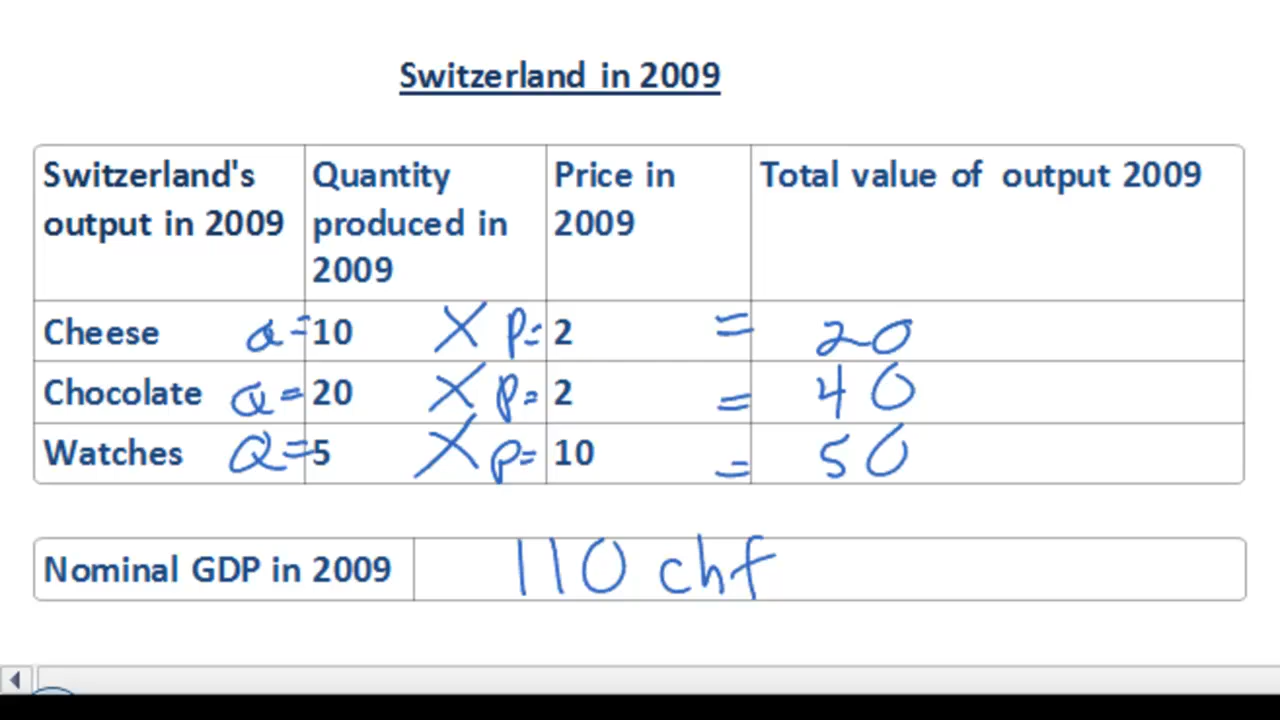 Switzerland in 2009
Switzerland's Quantity Price in Total value of output 2009
output in 2009 produced in 2009
2009
Cheese Q= 10 X P= 2 = 20
Chocolate Q= 20 X P= 2 = 40
Watches Q= 5 X P= 10 = 50
Nominal GDP in 2009 110 chf